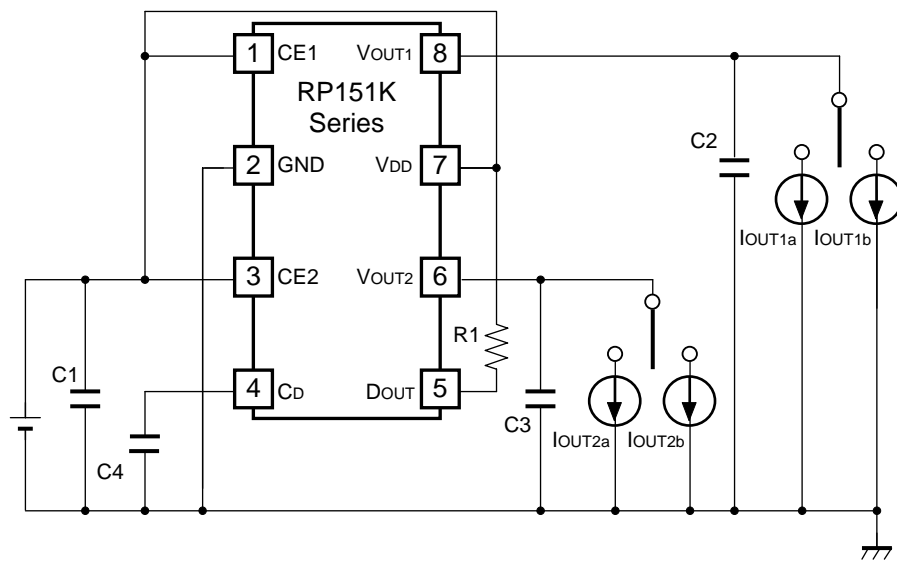 1 CE1 VOUT1 8
RP151K
Series
2 GND VDD 7
C2
IOUT1a IOUT1b
3 CE2 VOUT2 6
R1
C1
4 CD DOUT 5
C3
IOUT2a IOUT2b
C4